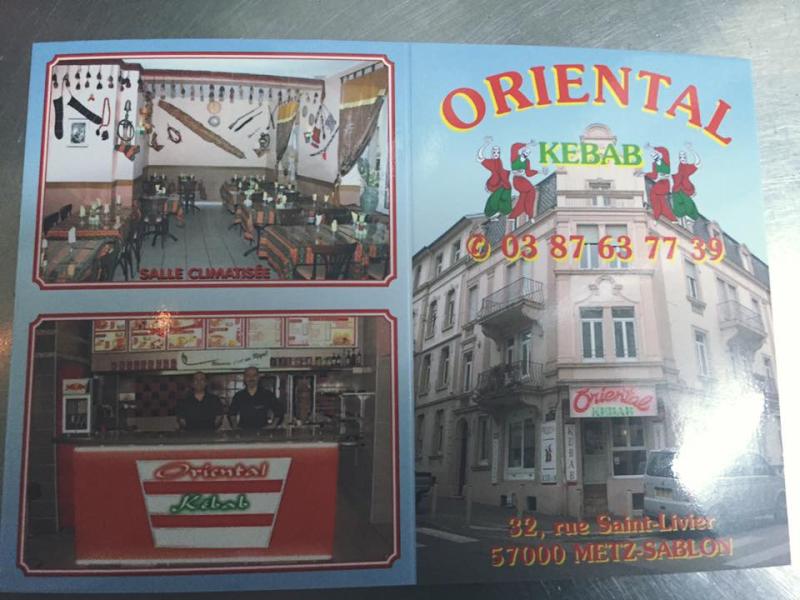 SALLE CLIMATISÉE
Oriental
Kébab
ORIENTAL
KEBAB
✆ 03 87 63 77 39
Oriental
KEBAB
KEBAB
32, rue Saint-Livier
57000 METZ-SABLON